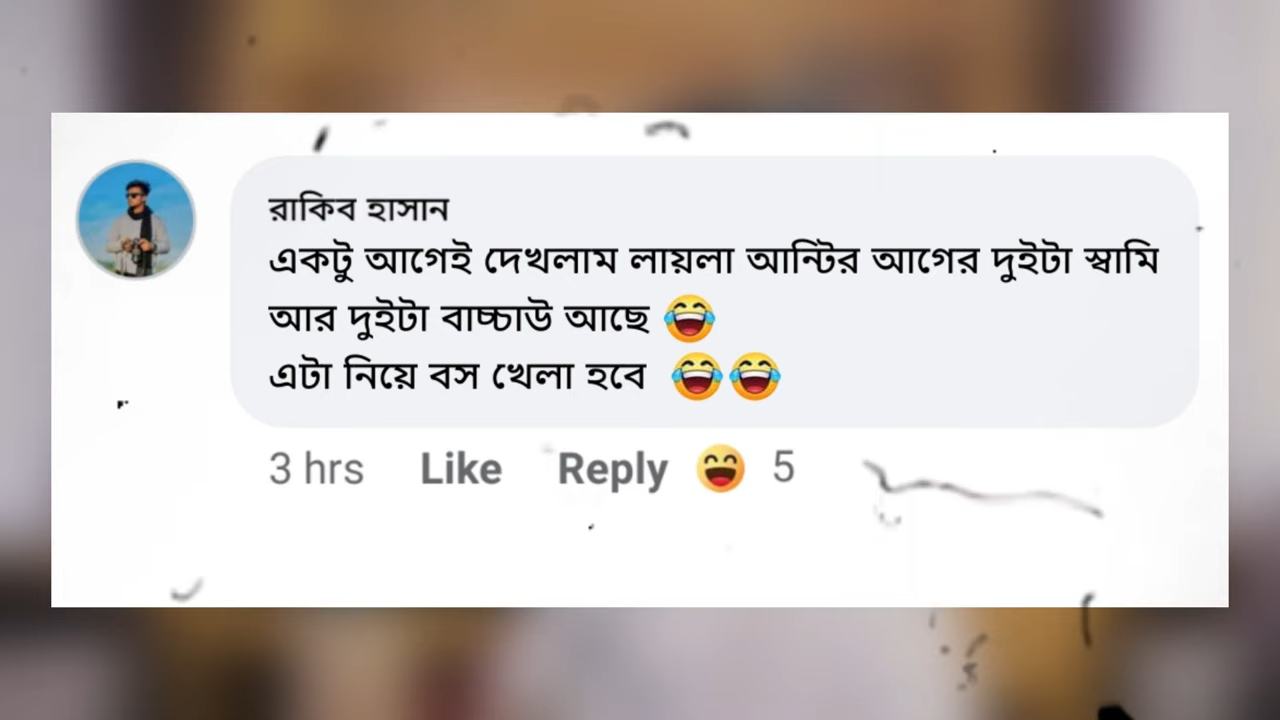 রাকিব হাসান
একটু আগেই দেখলাম লায়লা আন্টির আগের দুইটা স্বামি
আর দুইটা বাচ্চাউ আছে 😂
এটা নিয়ে বস খেলা হবে 😂😂
3 hrs Like Reply 😄 5